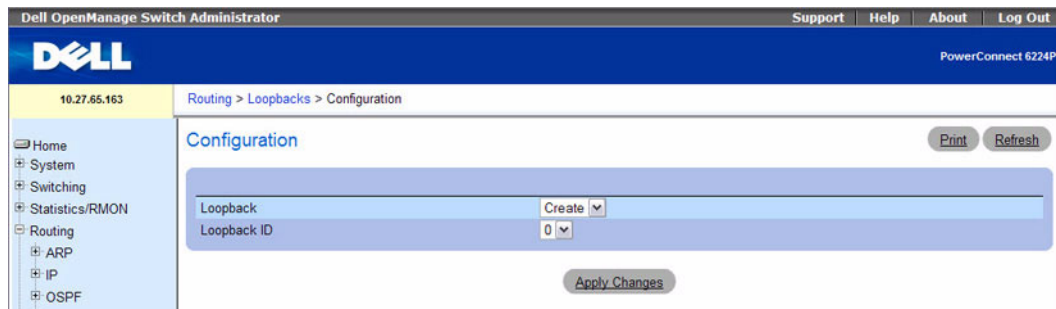 Dell OpenManage Switch Administrator
Support Help About Log Out
DELL
PowerConnect 6224P
10.27.65.163
Routing > Loopbacks > Configuration
Home
System
Switching
Statistics/RMON
Routing
ARP
IP
OSPF
Configuration
Print Refresh
Loopback Create
Loopback ID 0
Apply Changes